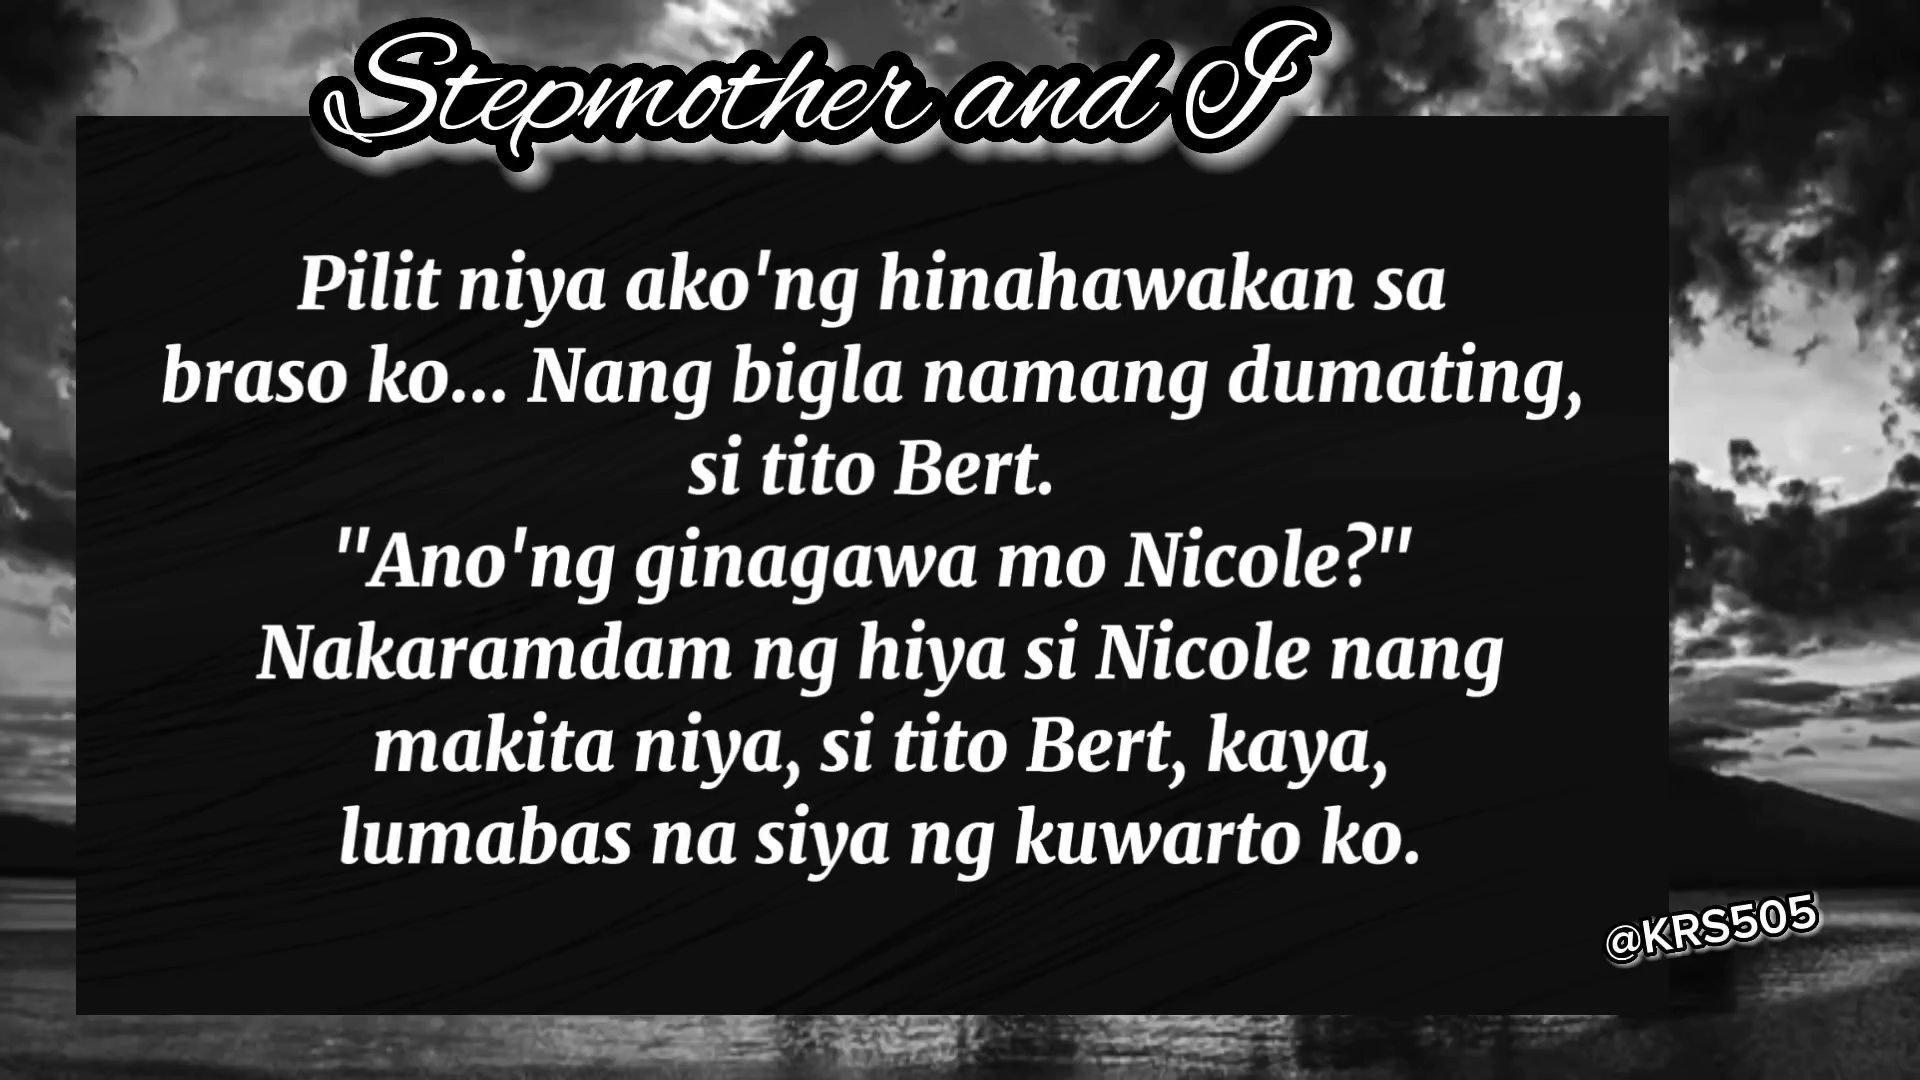 Stepmother and I
Pilit niya ako'ng hinahawakan sa
braso ko... Nang bigla namang dumating,
si tito Bert.
"Ano'ng ginagawa mo Nicole?"
Nakaramdam ng hiya si Nicole nang
makita niya, si tito Bert, kaya,
lumabas na siya ng kuwarto ko.
@KRS505